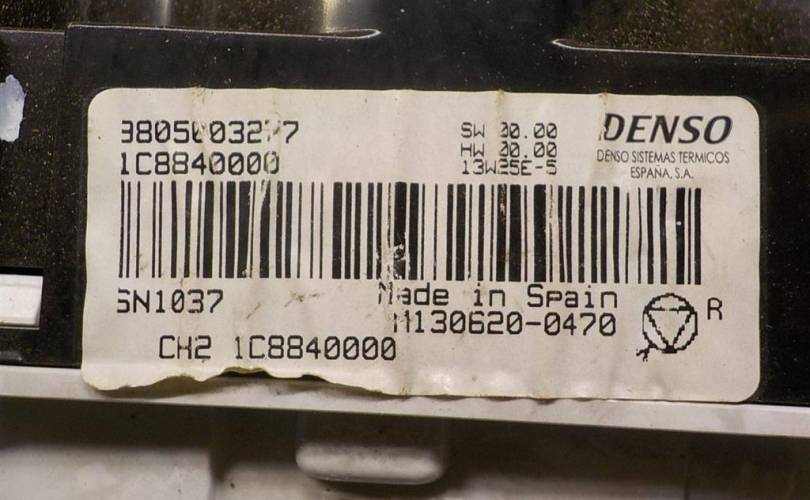 DENSO
DENSO SISTEMAS TERMICOS
ESPAÑA, S.A.
SW 00.00
HW 00.00
13W25E-5
1C8840000
SN1037
Made in Spain
M130620-0470
R
CH2 1C8840000